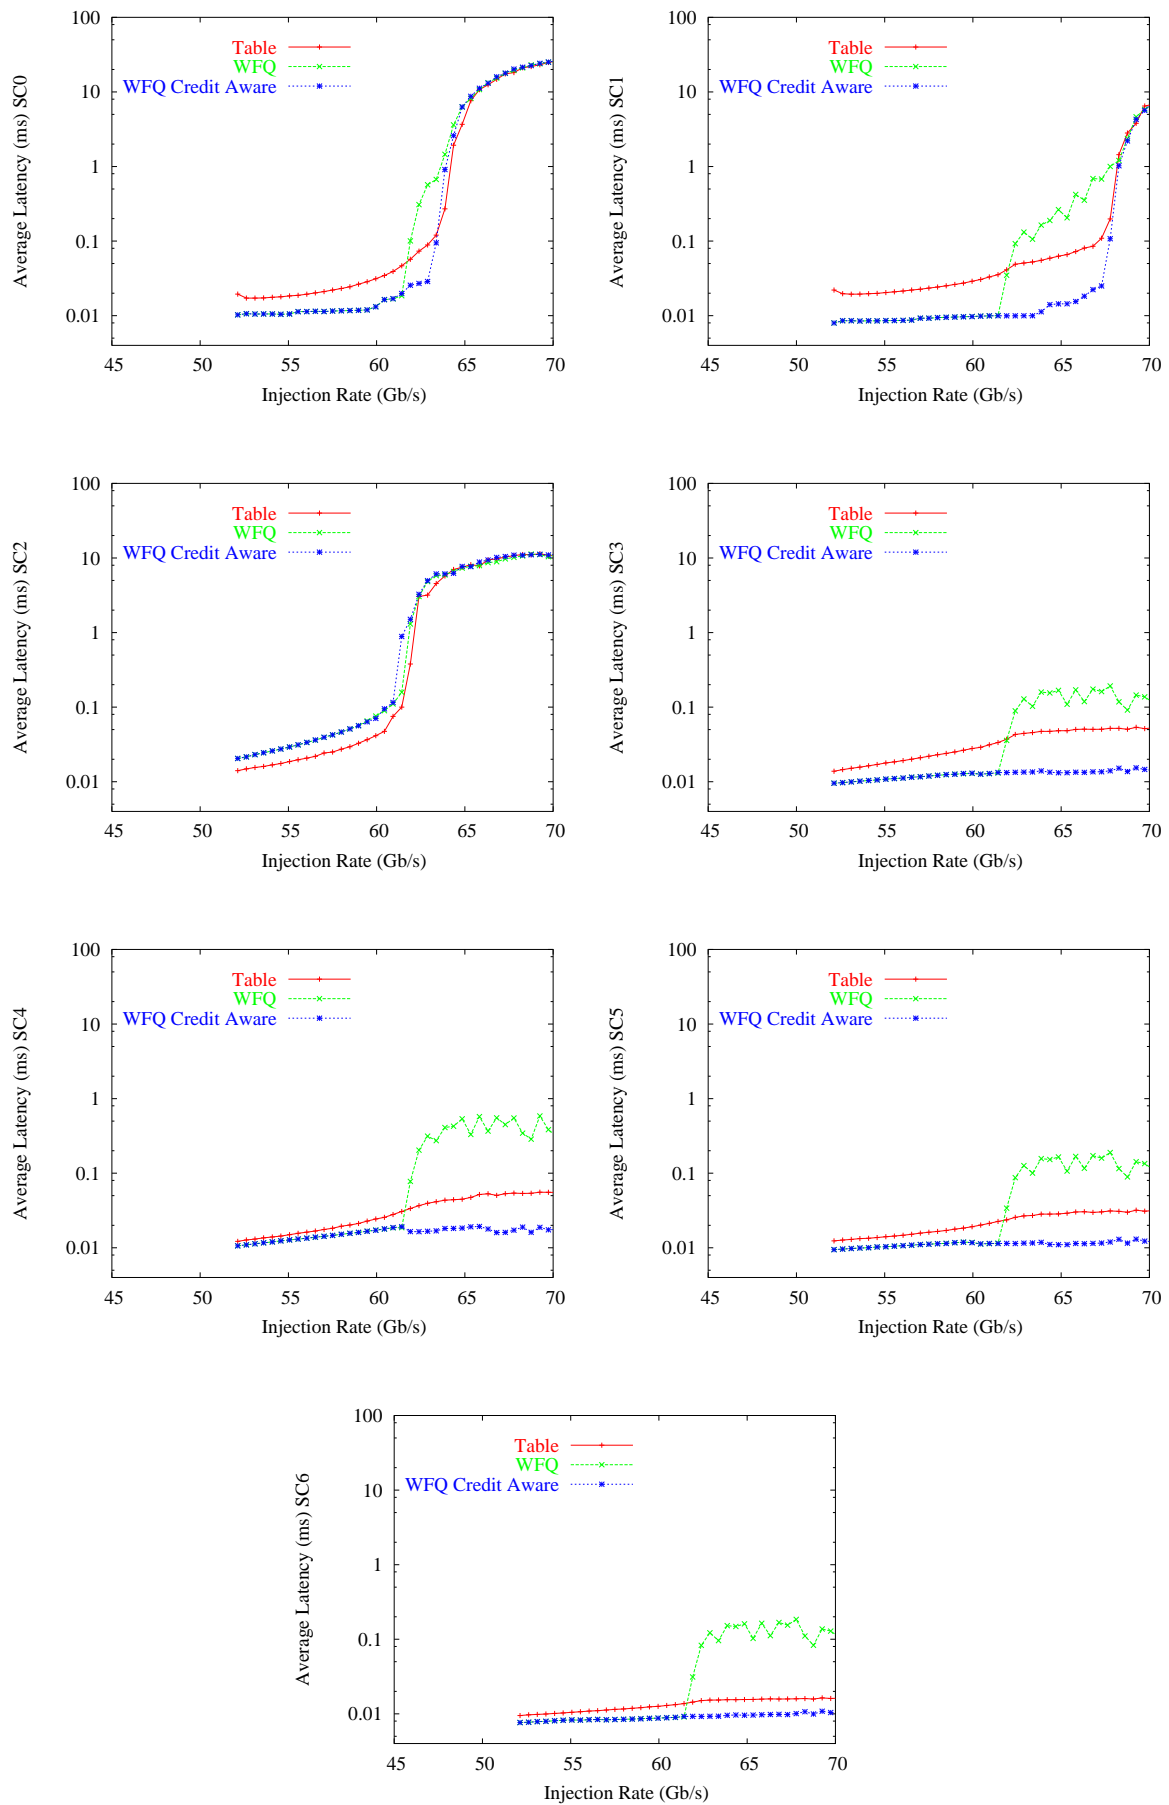 Average Latency (ms) SC0
100
10
1
0.1
0.01
45 50 55 60 65 70
Injection Rate (Gb/s)
Table
WFQ
WFQ Credit Aware
Average Latency (ms) SC1
100
10
1
0.1
0.01
45 50 55 60 65 70
Injection Rate (Gb/s)
Table
WFQ
WFQ Credit Aware
Average Latency (ms) SC2
100
10
1
0.1
0.01
45 50 55 60 65 70
Injection Rate (Gb/s)
Table
WFQ
WFQ Credit Aware
Average Latency (ms) SC3
100
10
1
0.1
0.01
45 50 55 60 65 70
Injection Rate (Gb/s)
Table
WFQ
WFQ Credit Aware
Average Latency (ms) SC4
100
10
1
0.1
0.01
45 50 55 60 65 70
Injection Rate (Gb/s)
Table
WFQ
WFQ Credit Aware
Average Latency (ms) SC5
100
10
1
0.1
0.01
45 50 55 60 65 70
Injection Rate (Gb/s)
Table
WFQ
WFQ Credit Aware
Average Latency (ms) SC6
100
10
1
0.1
0.01
45 50 55 60 65 70
Injection Rate (Gb/s)
Table
WFQ
WFQ Credit Aware